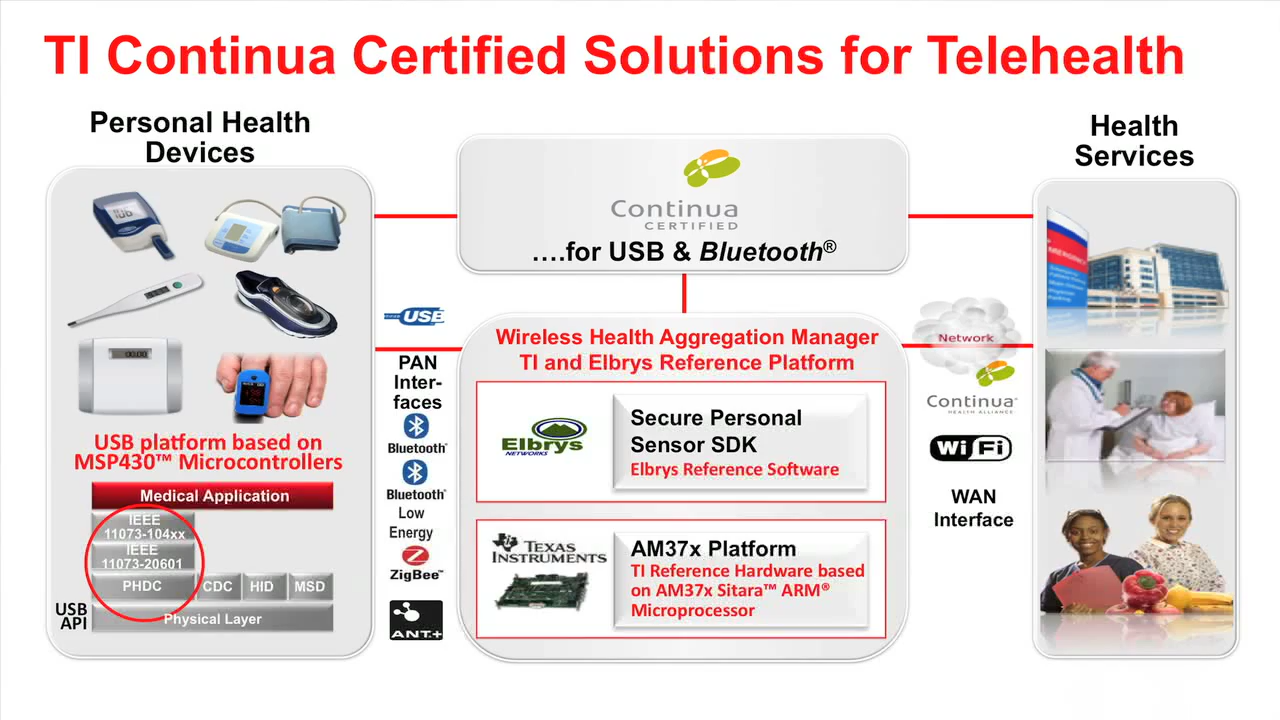 TI Continua Certified Solutions for Telehealth
Personal Health
Devices
USB platform based on
MSP430™ Microcontrollers
Medical Application
IEEE
11073-104xx
IEEE
11073-20601
PHDC
CDC
HID
MSD
USB
API
Physical Layer
USB
PAN
Inter-
faces
Bluetooth®
Bluetooth®
Low
Energy
ZigBee™
ANT+
Continua
CERTIFIED
….for USB & Bluetooth®
Wireless Health Aggregation Manager
TI and Elbrys Reference Platform
Elbrys
NETWORKS
Secure Personal
Sensor SDK
Elbrys Reference Software
TEXAS
INSTRUMENTS
AM37x Platform
TI Reference Hardware based
on AM37x Sitara™ ARM®
Microprocessor
Network
Continua
HEALTH ALLIANCE
Wi Fi
WAN
Interface
Health
Services
EMERGENCY